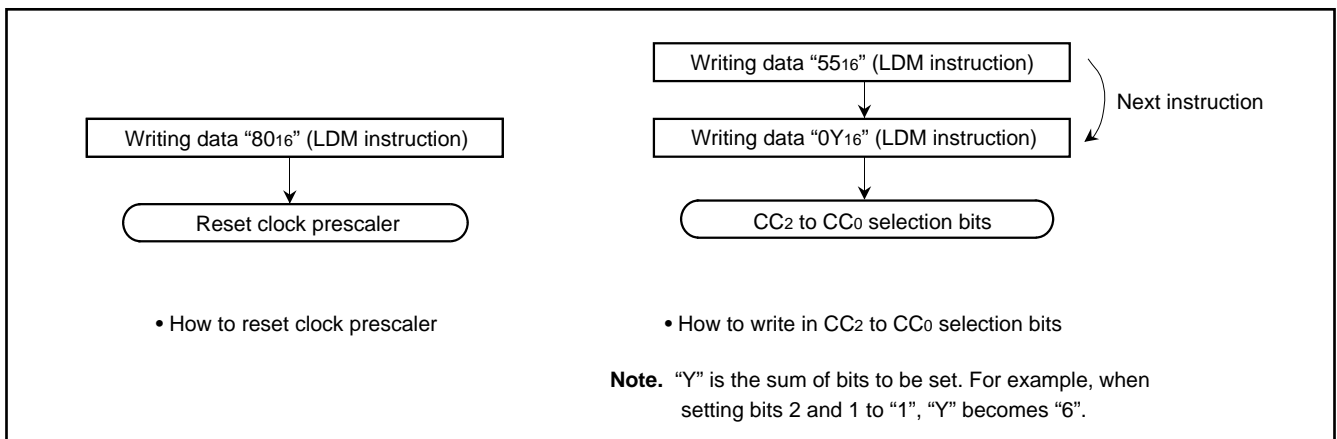 Writing data “80₁₆” (LDM instruction)
Reset clock prescaler
• How to reset clock prescaler
Writing data “55₁₆” (LDM instruction)
Next instruction
Writing data “0Y₁₆” (LDM instruction)
CC₂ to CC₀ selection bits
• How to write in CC₂ to CC₀ selection bits
Note. “Y” is the sum of bits to be set. For example, when
setting bits 2 and 1 to “1”, “Y” becomes “6”.